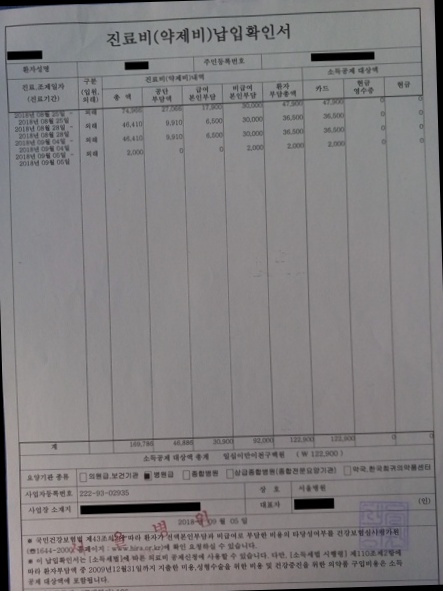 진료비(약제비)납입확인서
환자성명 주민등록번호
진료.조제일자 (진료기간) 구분 (입원, 외래) 진료비(약제비)내역 소득공제 대상액
총 액 공단 부담액 급여 본인부담 비급여 본인부담 환자 부담총액 카드 현금 영수증 현금
2018년 08월 20일 ~ 외래 27,065 17,900 30,000 47,900 47,900 0 0
2018년 08월 20일
2018년 08월 28일 ~ 외래 46,410 9,910 6,500 30,000 36,500 36,500 0 0
2018년 08월 28일
2018년 09월 04일 ~ 외래 46,410 9,910 6,500 30,000 36,500 36,500 0 0
2018년 09월 04일
2018년 09월 05일 ~ 외래 2,000 0 0 2,000 2,000 2,000 0 0
2018년 09월 05일
계 46,885 30,900 92,000 122,900 122,900 0 0
소득공제 대상액 총계 일십이만이천구백원 (₩ 122,900)
요양기관 종류 □의원급,보건기관 ■병원급 □종합병원 □상급종합병원(종합전문요양기관) □약국,한국희귀의약품센터
사업자등록번호 222-93-02935 상 호 서울병원
사업장 소재지 대표자 (인)
2018년 09월 05일
※ 국민건강보험법 제43조의 환자가 전액본인부담금과 비급여로 부담한 비용의 타당성여부를 건강보험심사평가원
(☎1644-2000, 홈페이지 : www.hira.or.kr)에 확인 요청하실 수 있습니다.
※ 이 납입확인서는 [소득세법]에 따른 의료비 공제신청에 사용할 수 있습니다. 다만, [소득세법 시행령] 제110조제2항에
따라 환자부담액 중 2009년12월31일까지 지출한 비용,성형수술을 위한 비용 및 건강증진을 위한 의약품 구입비용은 소득
공제 대상액에 포함됩니다.